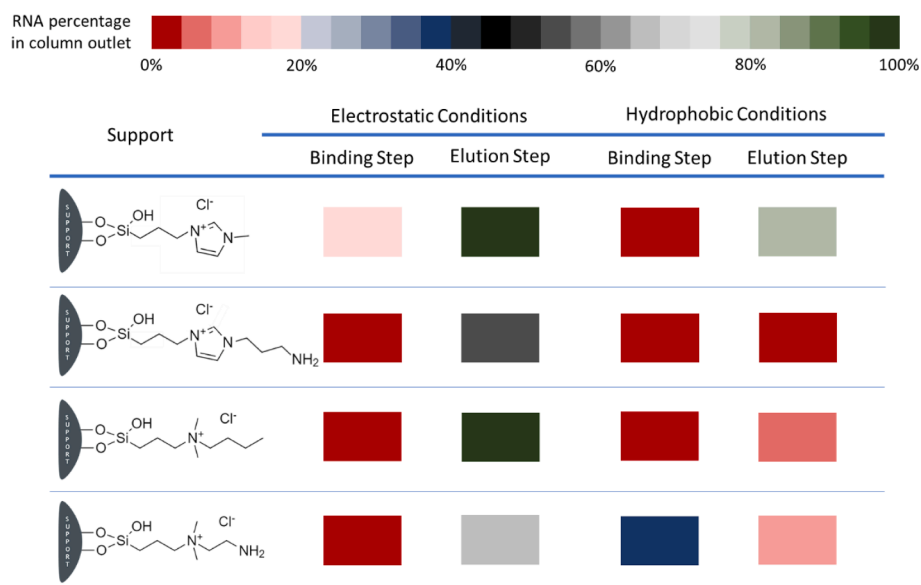 RNA percentage
in column outlet
0%
20%
40%
60%
80%
100%
Support
Electrostatic Conditions
Hydrophobic Conditions
Binding Step
Elution Step
Binding Step
Elution Step
SUPPORT
O
O
Si
OH
Cl-
N+
N
SUPPORT
O
O
Si
OH
Cl-
N+
N
NH2
SUPPORT
O
O
Si
OH
Cl-
N+
SUPPORT
O
O
Si
OH
Cl-
N+
NH2